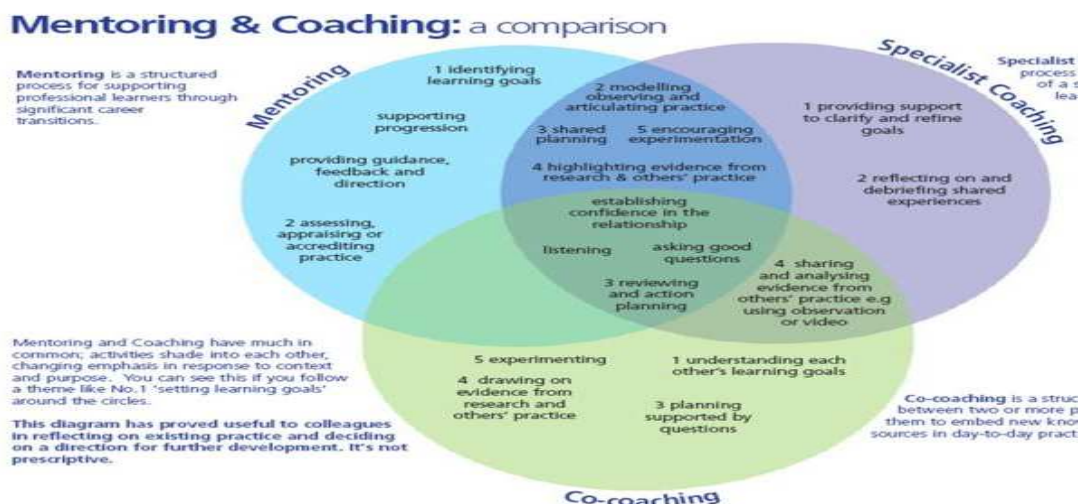 Mentoring & Coaching: a comparison
Mentoring is a structured
process for supporting
professional learners through
significant career
transitions.
Mentoring
1 identifying
learning goals
supporting
progression
providing guidance,
feedback and
direction
2 assessing,
appraising or
accrediting
practice
2 modelling
observing and
articulating practice
3 shared
planning
5 encouraging
experimentation
4 highlighting evidence from
research & others' practice
Specialist Coaching
Specialist
process
of a s
lea
1 providing support
to clarify and refine
goals
2 reflecting on and
debriefing shared
experiences
establishing
confidence in the
relationship
listening
asking good
questions
3 reviewing
and action
planning
4 sharing
and analysing
evidence from
others' practice e.g
using observation
or video
5 experimenting
4 drawing on
evidence from
research and
others' practice
1 understanding each
other's learning goals
3 planning
supported by
questions
Mentoring and Coaching have much in
common; activities shade into each other,
changing emphasis in response to context
and purpose. You can see this if you follow
a theme like No.1 'setting learning goals'
around the circles.
This diagram has proved useful to colleagues
in reflecting on existing practice and deciding
on a direction for further development. It's not
prescriptive.
Co-coaching is a struc
between two or more p
them to embed new know
sources in day-to-day pract
Co-coaching